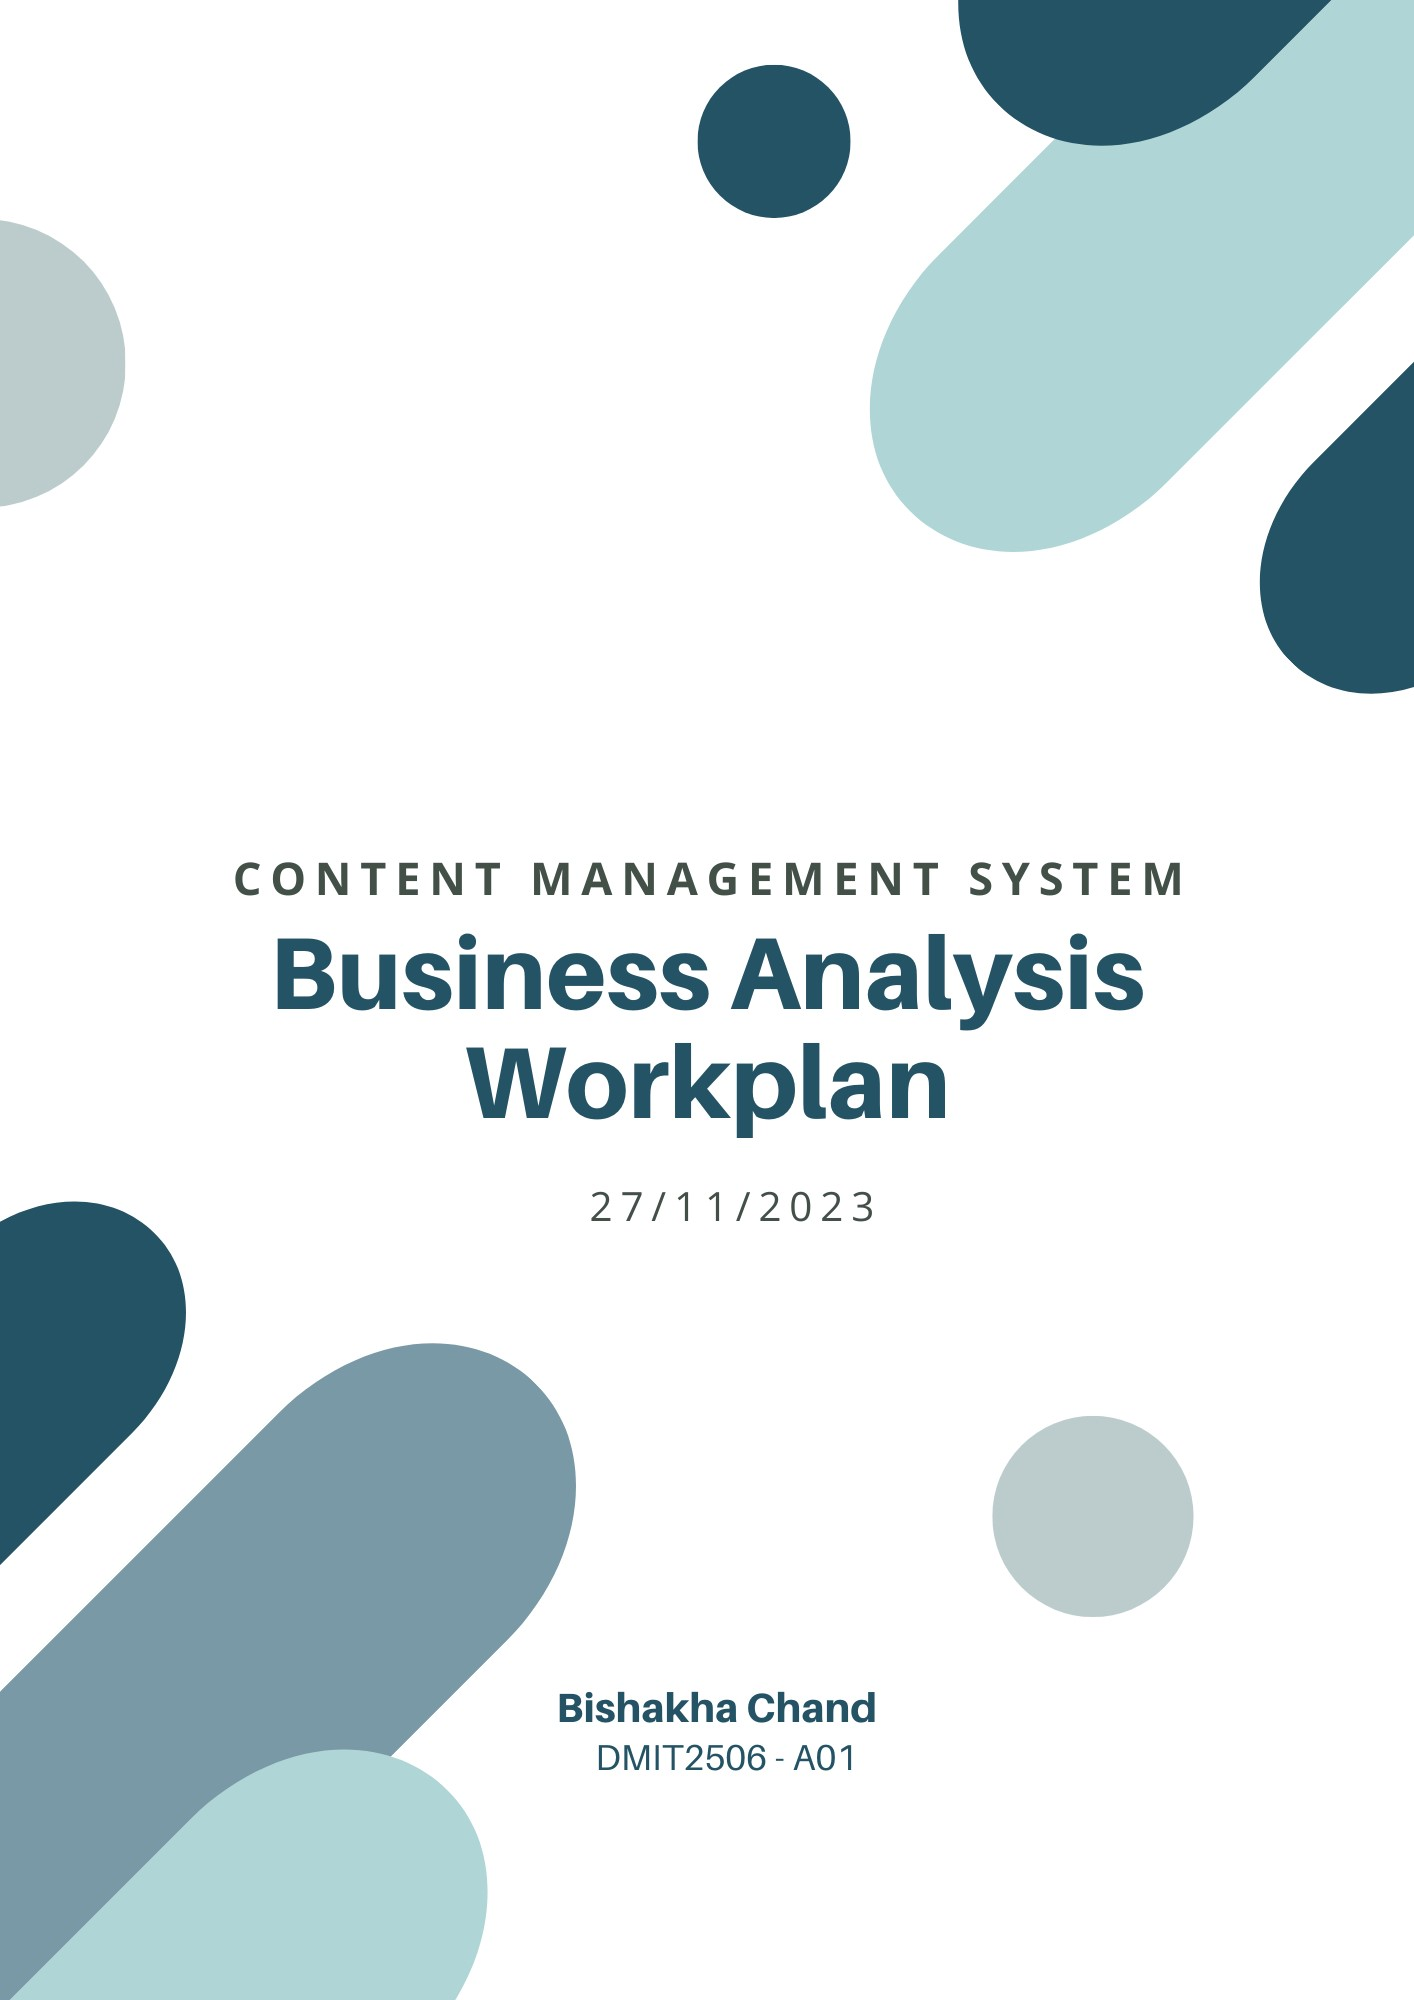 CONTENT MANAGEMENT SYSTEM
Business Analysis
Workplan
27/11/2023
Bishakha Chand
DMIT2506 - A01